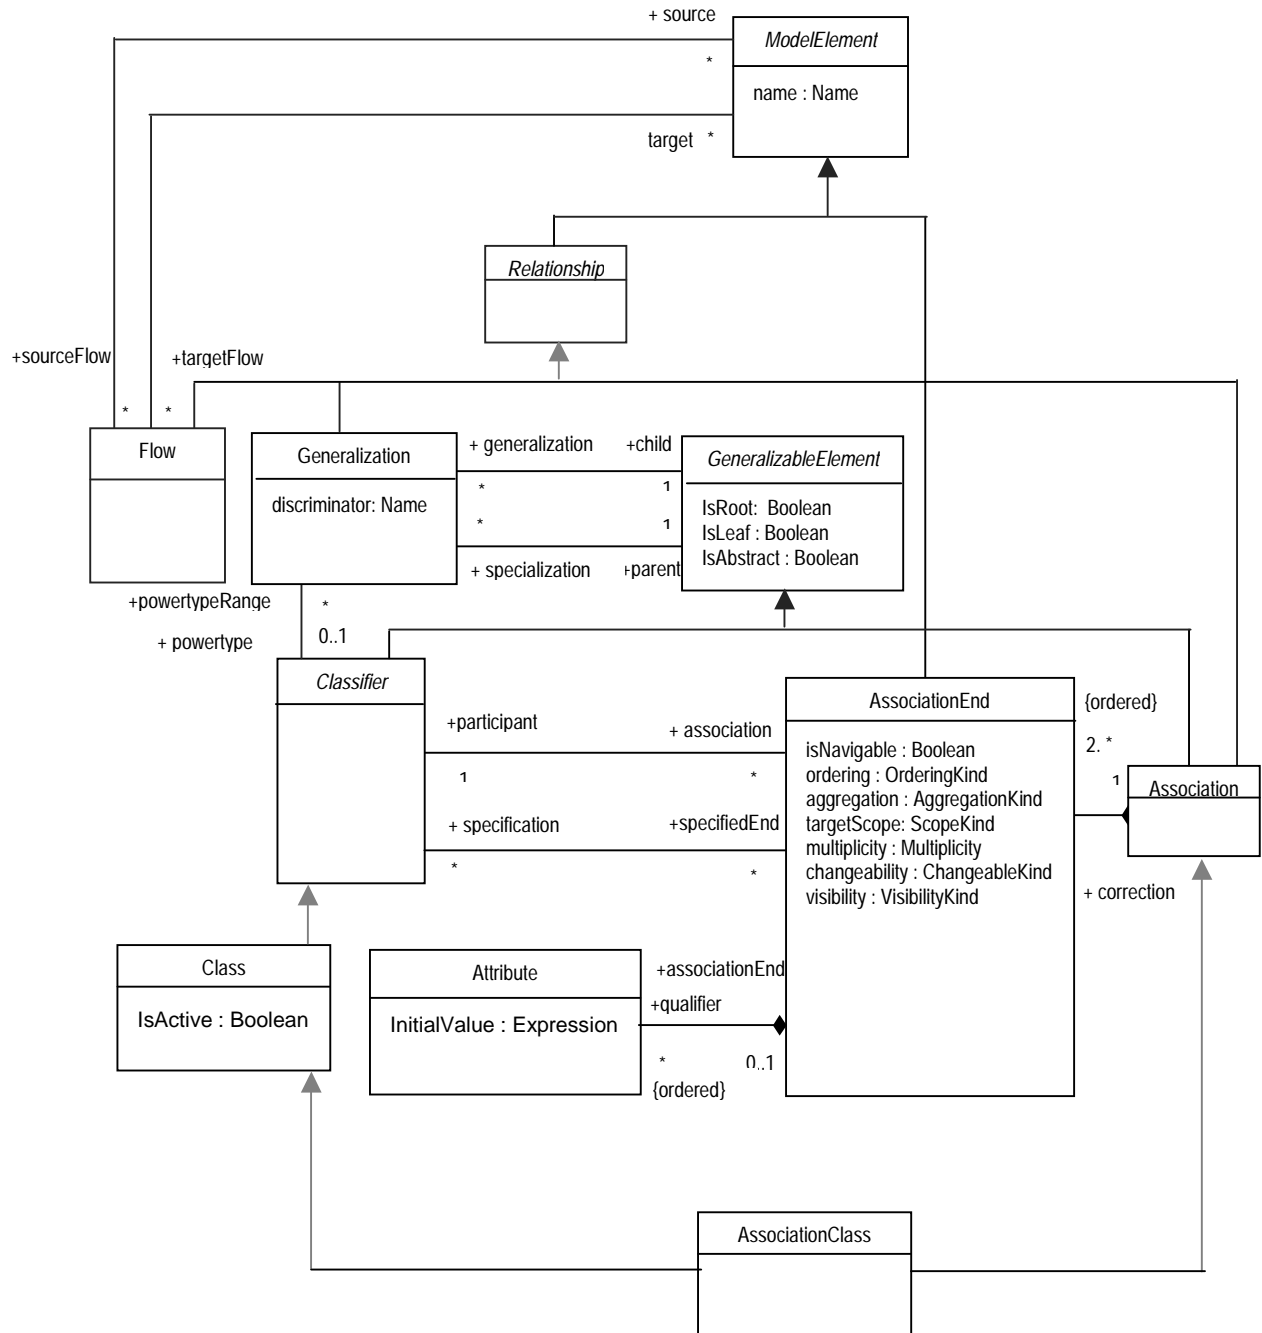 + source
ModelElement
*
name : Name
target *
Relationship
+sourceFlow
+targetFlow
* *
Flow
Generalization
+ generalization
+child
GeneralizableElement
discriminator: Name
* 1
IsRoot: Boolean
* 1
IsLeaf : Boolean
IsAbstract : Boolean
+ specialization
+parent
+powertypeRange
*
+ powertype
0..1
Classifier
AssociationEnd
{ordered}
+participant
+ association
isNavigable : Boolean
2. *
ordering : OrderingKind
1 *
1
Association
aggregation : AggregationKind
targetScope: ScopeKind
+ specification
+specifiedEnd
multiplicity : Multiplicity
* *
changeability : ChangeableKind
visibility : VisibilityKind
+ correction
Class
Attribute
+associationEnd
+qualifier
IsActive : Boolean
InitialValue : Expression
* 0..1
{ordered}
AssociationClass